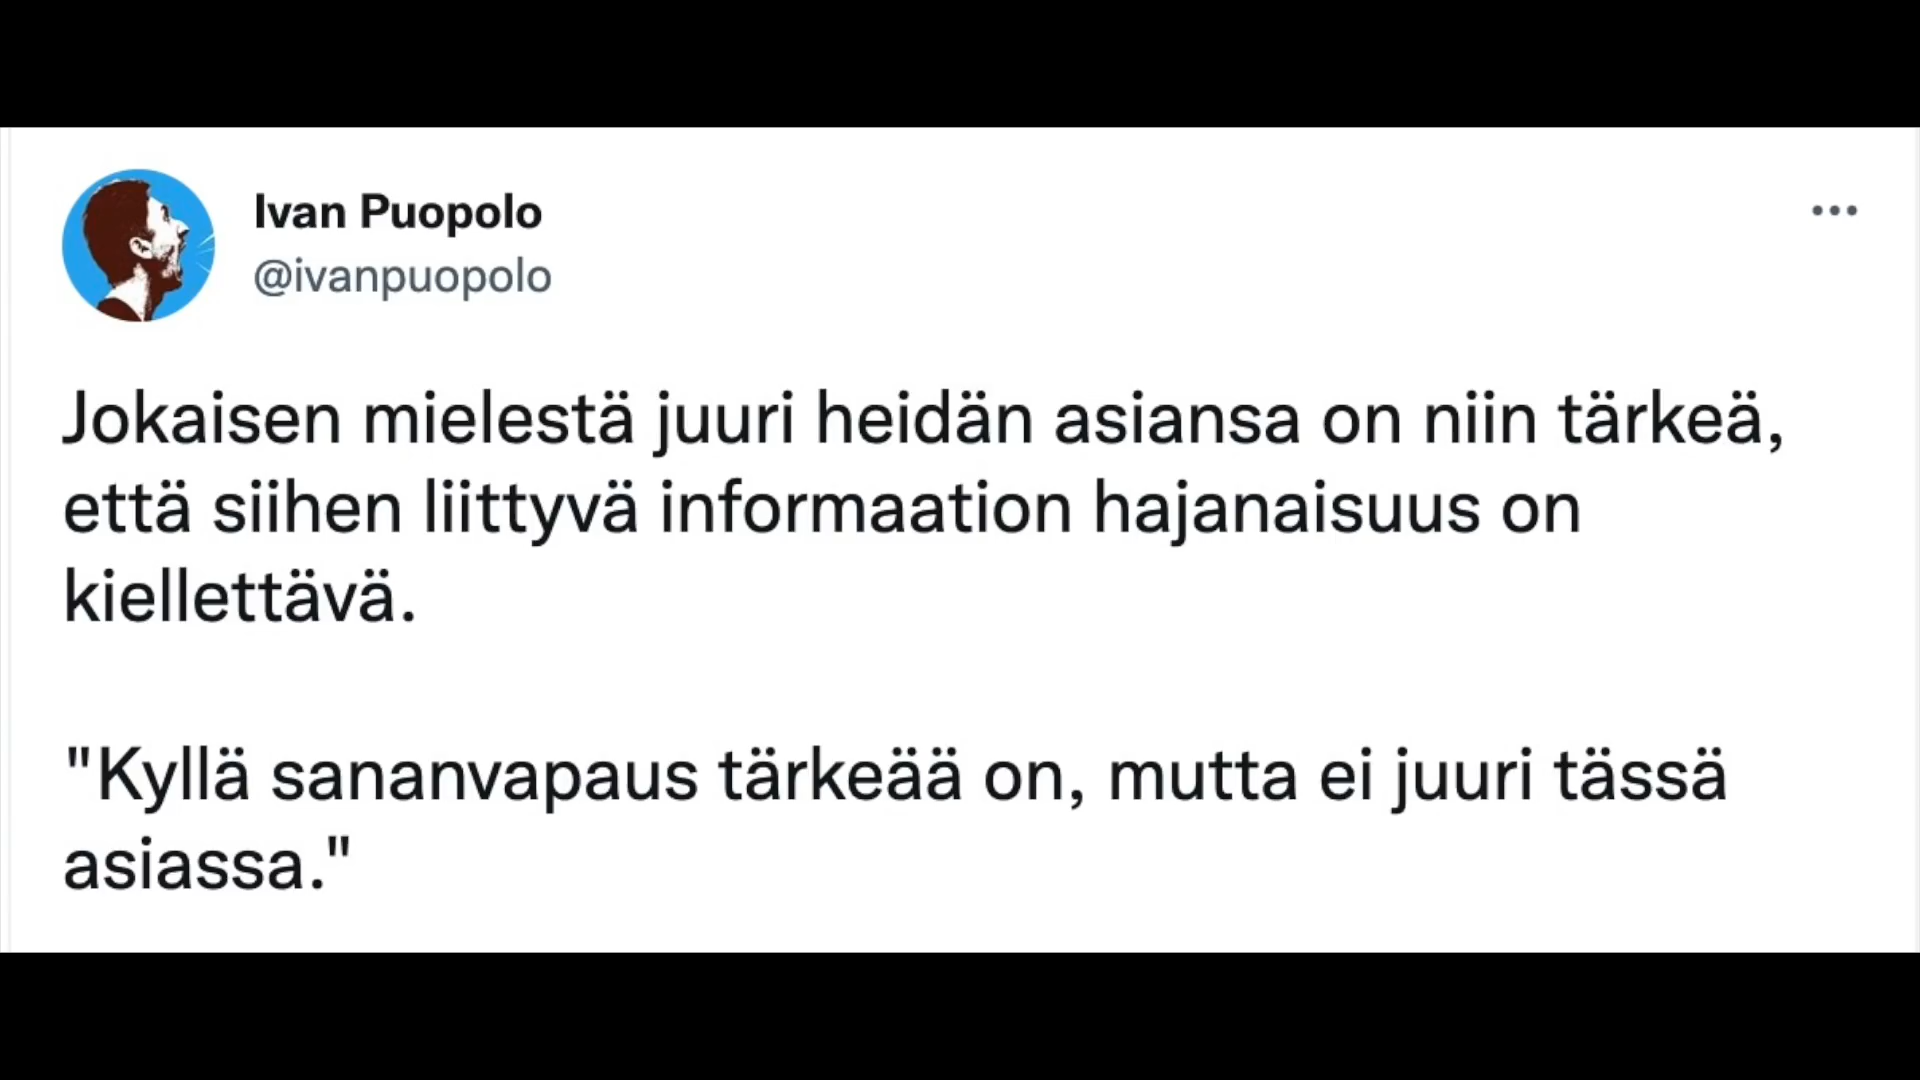 Ivan Puopolo
@ivanpuopolo
Jokaisen mielestä juuri heidän asiansa on niin tärkeä,
että siihen liittyvä informaation hajanaisuus on
kiellettävä.
"Kyllä sananvapaus tärkeää on, mutta ei juuri tässä
asiassa."